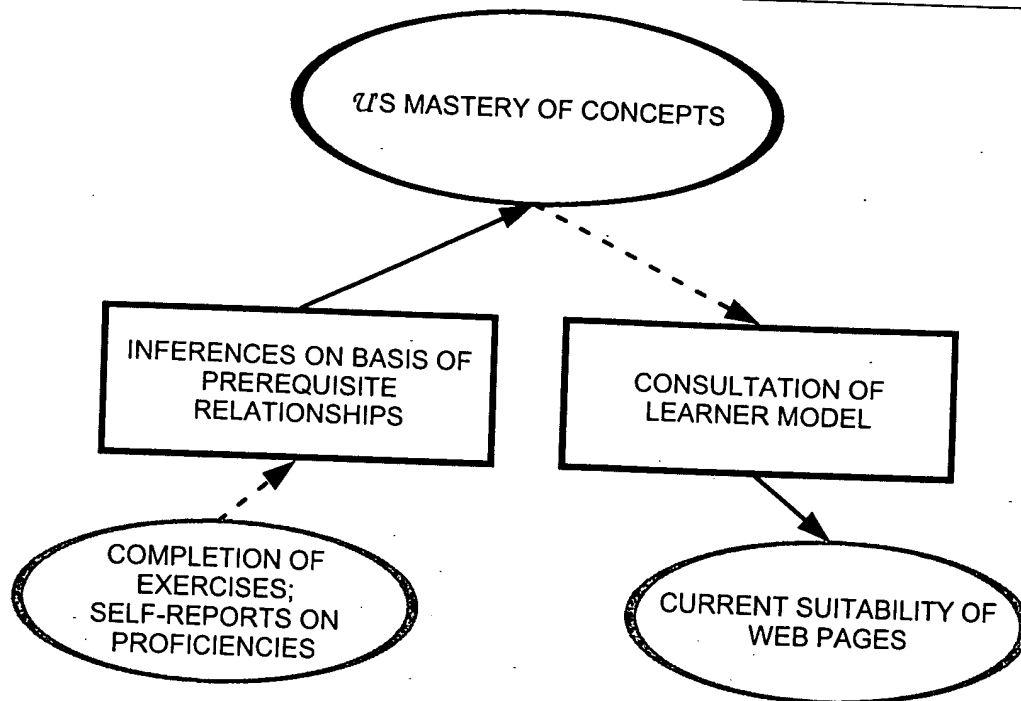 U'S MASTERY OF CONCEPTS
INFERENCES ON BASIS OF
PREREQUISITE
RELATIONSHIPS
CONSULTATION OF
LEARNER MODEL
COMPLETION OF
EXERCISES;
SELF-REPORTS ON
PROFICIENCIES
CURRENT SUITABILITY OF
WEB PAGES